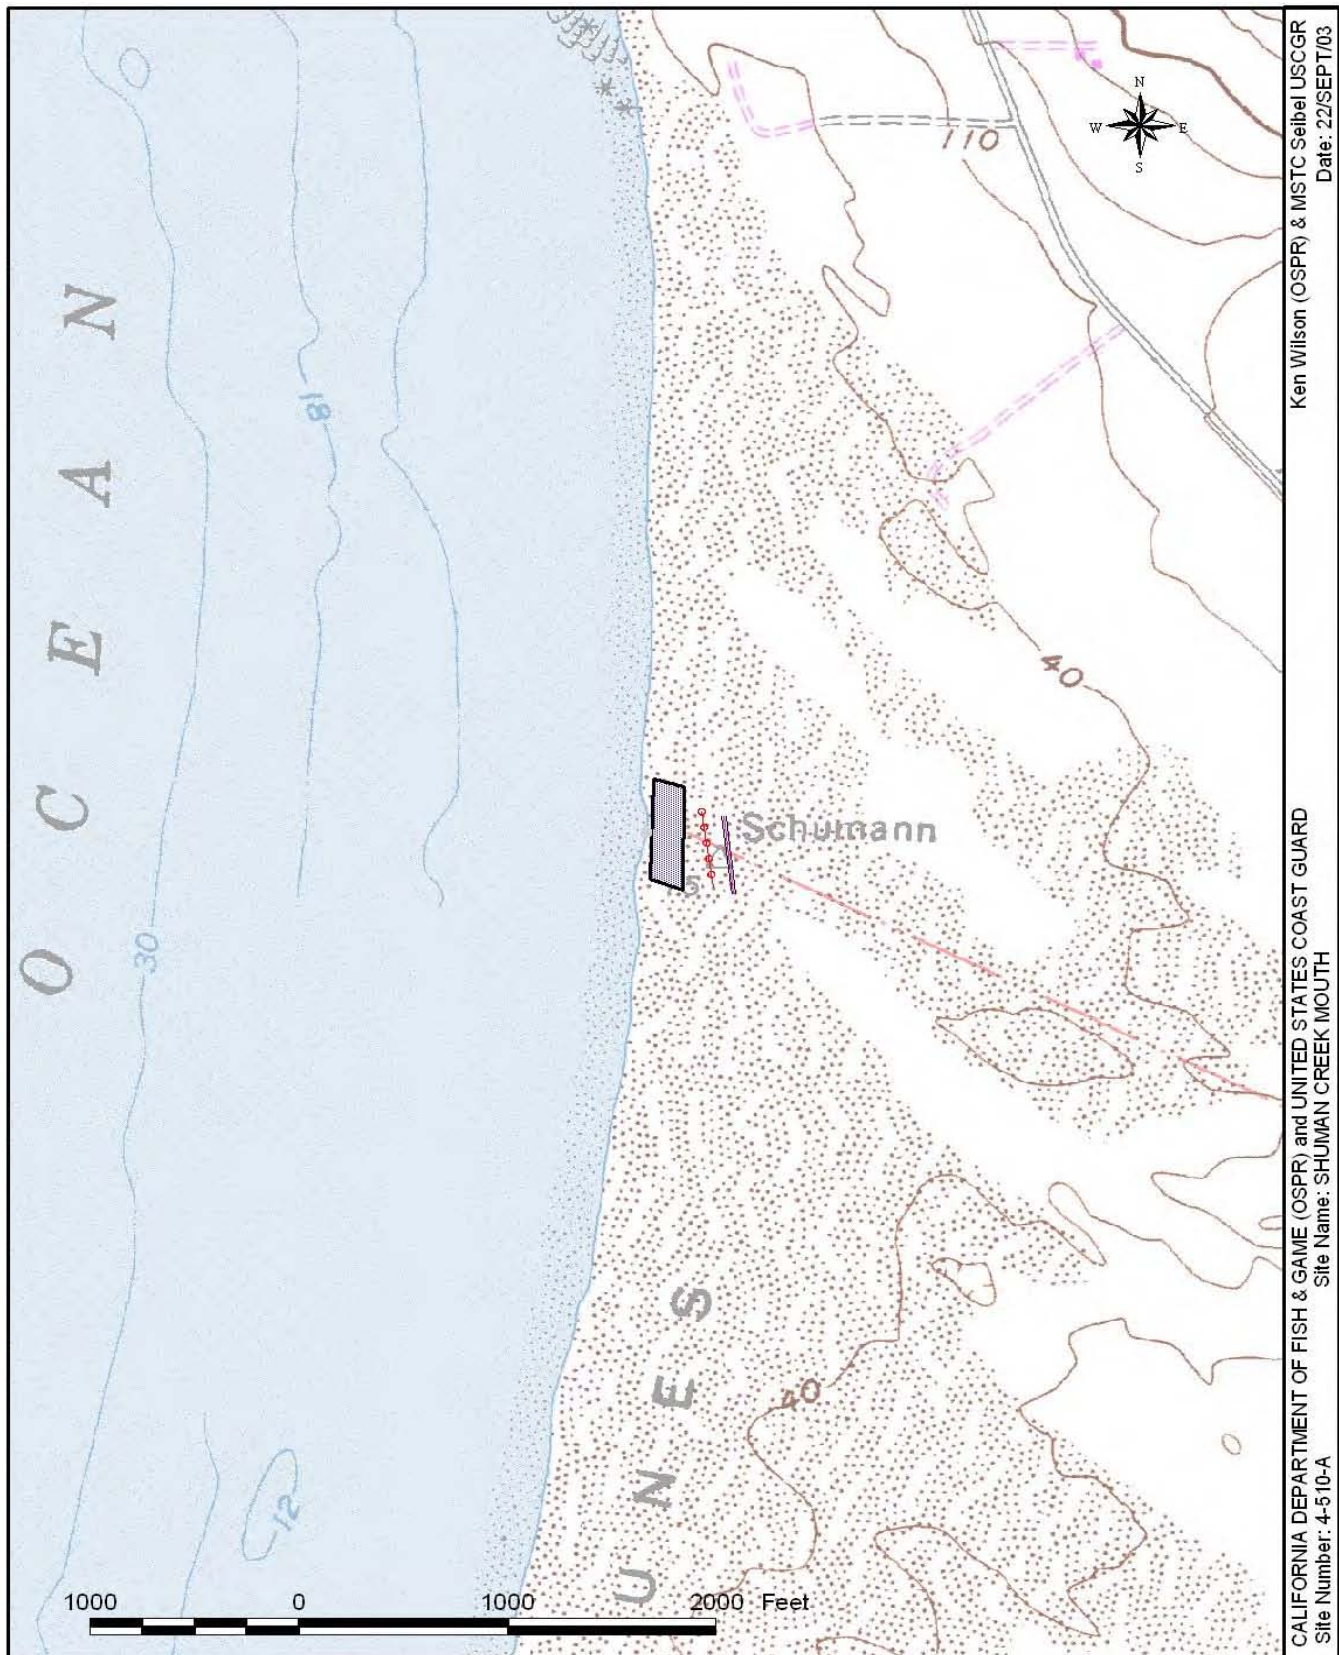 OCEAN
18
30
12
110
N
W E
S
40
Schumann
75
UNES
40
1000 0 1000 2000 Feet
CALIFORNIA DEPARTMENT OF FISH & GAME (OSPR) and UNITED STATES COAST GUARD
Ken Wilson (OSPR) & MSTC Seibel USCGR
Site Number: 4-510-A
Site Name: SHUMAN CREEK MOUTH
Date: 22/SEPT/03